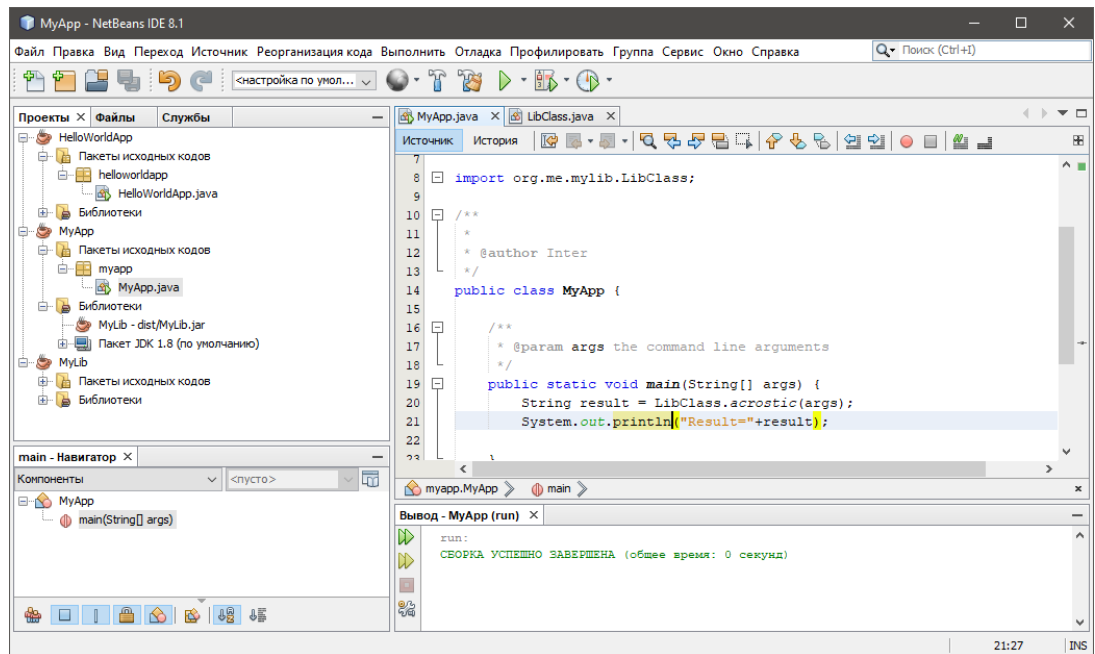 MyApp - NetBeans IDE 8.1
Файл Правка Вид Переход Источник Реорганизация кода Выполнить Отладка Профилировать Группа Сервис Окно Справка
Поиск (Ctrl+I)
<настройка по умол...
Проекты Файлы Службы
HelloWorldApp
Пакеты исходных кодов
helloworldapp
HelloWorldApp.java
Библиотеки
MyApp
Пакеты исходных кодов
myapp
MyApp.java
Библиотеки
MyLib - dist/MyLib.jar
Пакет JDK 1.8 (по умолчанию)
MyLib
Пакеты исходных кодов
Библиотеки
main - Навигатор
Компоненты <пусто>
MyApp
main(String[] args)
MyApp.java LibClass.java
Источник История
7
8 import org.me.mylib.LibClass;
9
10 /**
11 *
12 * @author Inter
13 */
14 public class MyApp {
15
16 /**
17 * @param args the command line arguments
18 */
19 public static void main(String[] args) {
20 String result = LibClass.acrostic(args);
21 System.out.println("Result="+result);
22
23 }
myapp.MyApp main
Вывод - MyApp (run)
run:
СБОРКА УСПЕШНО ЗАВЕРШЕНА (общее время: 0 секунд)
21:27 INS